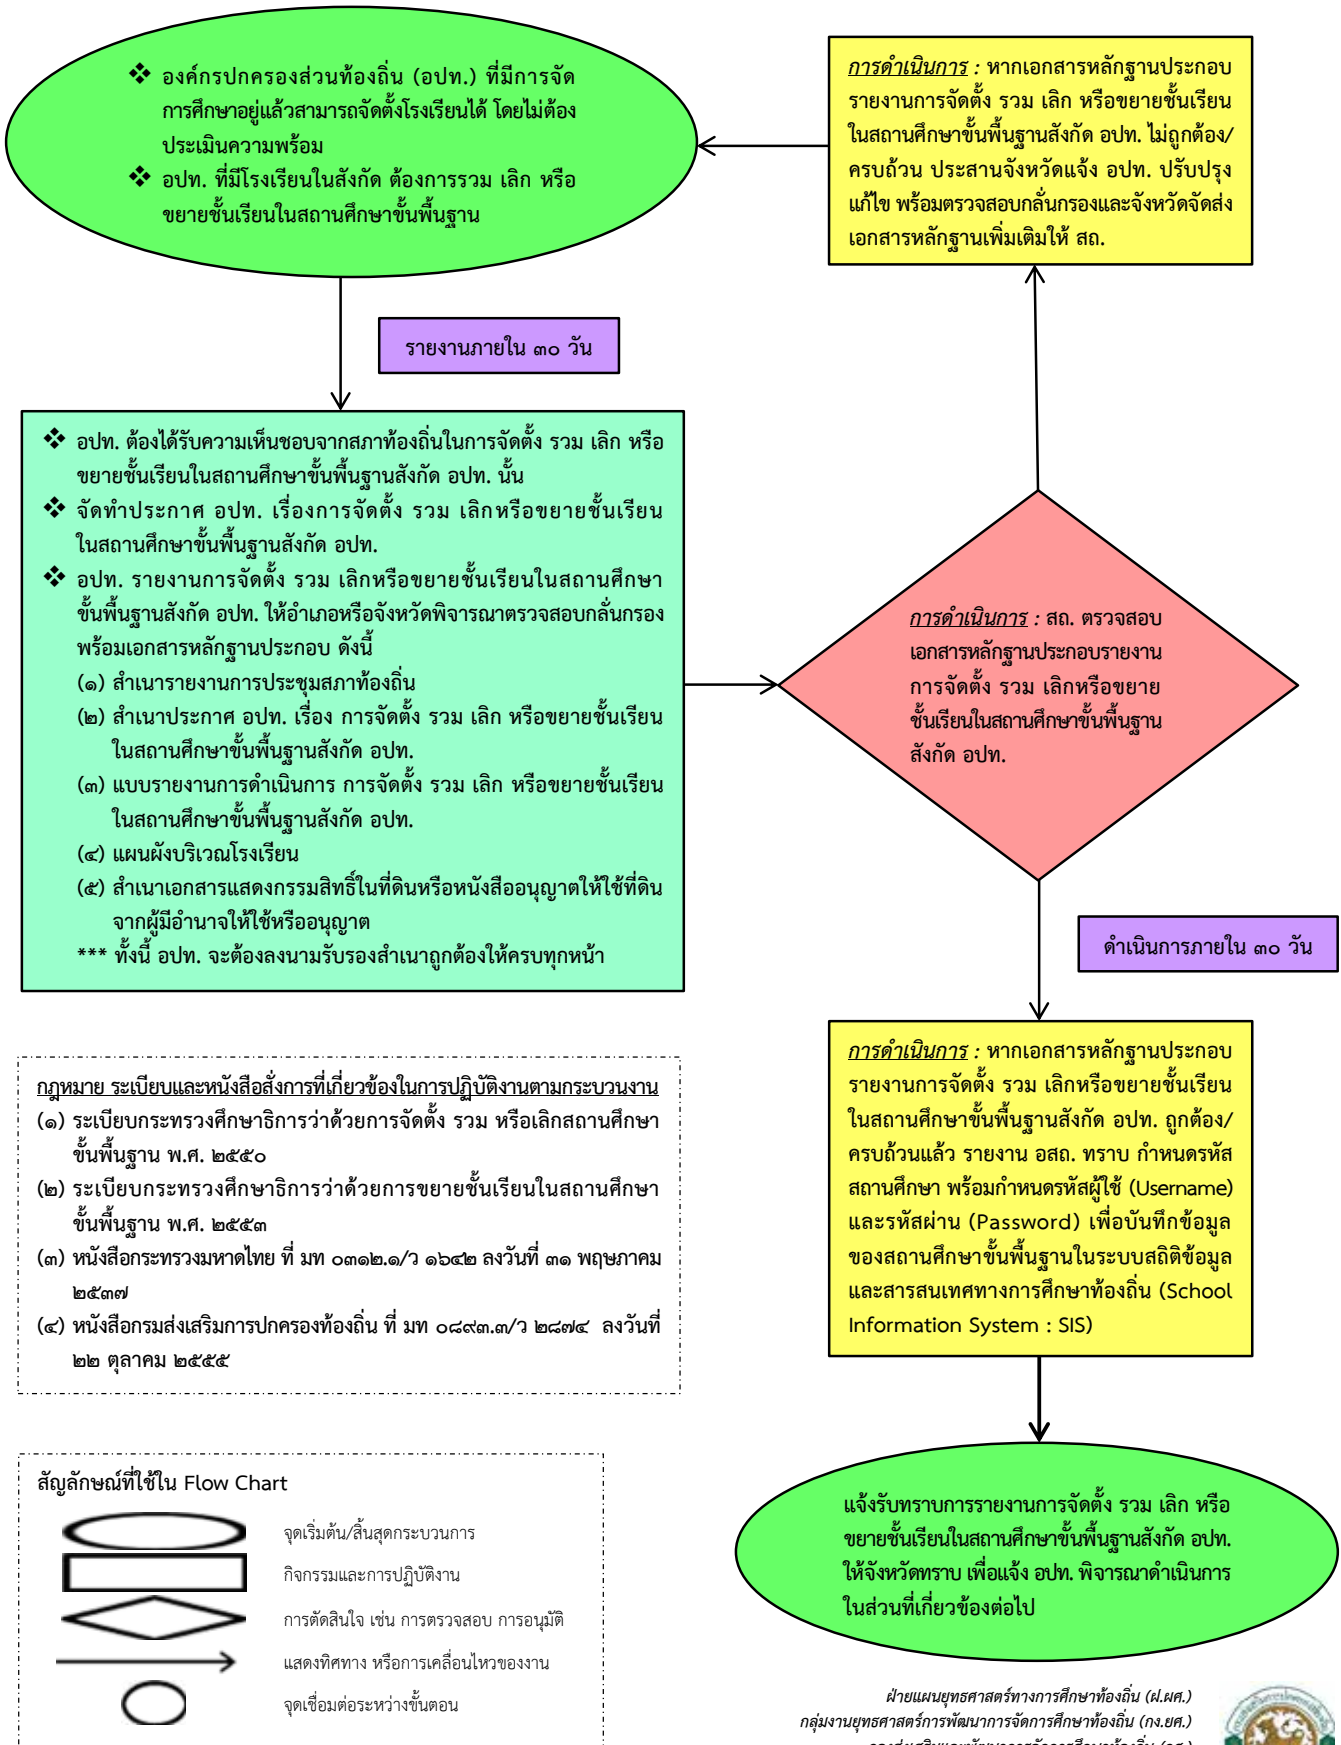 ❖ องค์กรปกครองส่วนท้องถิ่น (อปท.) ที่มีการจัด
การศึกษาอยู่แล้วสามารถจัดตั้งโรงเรียนได้ โดยไม่ต้อง
ประเมินความพร้อม
❖ อปท. ที่มีโรงเรียนในสังกัด ต้องการรวม เลิก หรือ
ขยายชั้นเรียนในสถานศึกษาขั้นพื้นฐาน
การดำเนินการ : หากเอกสารหลักฐานประกอบ
รายงานการจัดตั้ง รวม เลิก หรือขยายชั้นเรียน
ในสถานศึกษาขั้นพื้นฐานสังกัด อปท. ไม่ถูกต้อง/
ครบถ้วน ประสานจังหวัดแจ้ง อปท. ปรับปรุง
แก้ไข พร้อมตรวจสอบกลั่นกรองและจังหวัดจัดส่ง
เอกสารหลักฐานเพิ่มเติมให้ สถ.
รายงานภายใน ๓๐ วัน
❖ อปท. ต้องได้รับความเห็นชอบจากสภาท้องถิ่นในการจัดตั้ง รวม เลิก หรือ
ขยายชั้นเรียนในสถานศึกษาขั้นพื้นฐานสังกัด อปท. นั้น
❖ จัดทำประกาศ อปท. เรื่องการจัดตั้ง รวม เลิกหรือขยายชั้นเรียน
ในสถานศึกษาขั้นพื้นฐานสังกัด อปท.
❖ อปท. รายงานการจัดตั้ง รวม เลิกหรือขยายชั้นเรียนในสถานศึกษา
ขั้นพื้นฐานสังกัด อปท. ให้อำเภอหรือจังหวัดพิจารณาตรวจสอบกลั่นกรอง
พร้อมเอกสารหลักฐานประกอบ ดังนี้
(๑) สำเนารายงานการประชุมสภาท้องถิ่น
(๒) สำเนาประกาศ อปท. เรื่อง การจัดตั้ง รวม เลิก หรือขยายชั้นเรียน
ในสถานศึกษาขั้นพื้นฐานสังกัด อปท.
(๓) แบบรายงานการดำเนินการ การจัดตั้ง รวม เลิก หรือขยายชั้นเรียน
ในสถานศึกษาขั้นพื้นฐานสังกัด อปท.
(๔) แผนผังบริเวณโรงเรียน
(๕) สำเนาเอกสารแสดงกรรมสิทธิ์ในที่ดินหรือหนังสืออนุญาตให้ใช้ที่ดิน
จากผู้มีอำนาจให้ใช้หรืออนุญาต
*** ทั้งนี้ อปท. จะต้องลงนามรับรองสำเนาถูกต้องให้ครบทุกหน้า
การดำเนินการ : สถ. ตรวจสอบ
เอกสารหลักฐานประกอบรายงาน
การจัดตั้ง รวม เลิกหรือขยาย
ชั้นเรียนในสถานศึกษาขั้นพื้นฐาน
สังกัด อปท.
ดำเนินการภายใน ๓๐ วัน
การดำเนินการ : หากเอกสารหลักฐานประกอบ
รายงานการจัดตั้ง รวม เลิกหรือขยายชั้นเรียน
ในสถานศึกษาขั้นพื้นฐานสังกัด อปท. ถูกต้อง/
ครบถ้วนแล้ว รายงาน อสถ. ทราบ กำหนดรหัส
สถานศึกษา พร้อมกำหนดรหัสผู้ใช้ (Username)
และรหัสผ่าน (Password) เพื่อบันทึกข้อมูล
ของสถานศึกษาขั้นพื้นฐานในระบบสถิติข้อมูล
และสารสนเทศทางการศึกษาท้องถิ่น (School
Information System : SIS)
กฎหมาย ระเบียบและหนังสือสั่งการที่เกี่ยวข้องในการปฏิบัติงานตามกระบวนงาน
(๑) ระเบียบกระทรวงศึกษาธิการว่าด้วยการจัดตั้ง รวม หรือเลิกสถานศึกษา
ขั้นพื้นฐาน พ.ศ. ๒๕๕๐
(๒) ระเบียบกระทรวงศึกษาธิการว่าด้วยการขยายชั้นเรียนในสถานศึกษา
ขั้นพื้นฐาน พ.ศ. ๒๕๕๓
(๓) หนังสือกระทรวงมหาดไทย ที่ มท ๐๓๑๒.๑/ว ๑๖๔๒ ลงวันที่ ๓๑ พฤษภาคม
๒๕๓๗
(๔) หนังสือกรมส่งเสริมการปกครองท้องถิ่น ที่ มท ๐๘๙๓.๓/ว ๒๘๗๔ ลงวันที่
๒๒ ตุลาคม ๒๕๕๕
แจ้งรับทราบการรายงานการจัดตั้ง รวม เลิก หรือ
ขยายชั้นเรียนในสถานศึกษาขั้นพื้นฐานสังกัด อปท.
ให้จังหวัดทราบ เพื่อแจ้ง อปท. พิจารณาดำเนินการ
ในส่วนที่เกี่ยวข้องต่อไป
สัญลักษณ์ที่ใช้ใน Flow Chart
จุดเริ่มต้น/สิ้นสุดกระบวนการ
กิจกรรมและการปฏิบัติงาน
การตัดสินใจ เช่น การตรวจสอบ การอนุมัติ
แสดงทิศทาง หรือการเคลื่อนไหวของงาน
จุดเชื่อมต่อระหว่างขั้นตอน
ฝ่ายแผนยุทธศาสตร์ทางการศึกษาท้องถิ่น (ฝ.ผศ.)
กลุ่มงานยุทธศาสตร์การพัฒนาการจัดการศึกษาท้องถิ่น (กง.ยศ.)